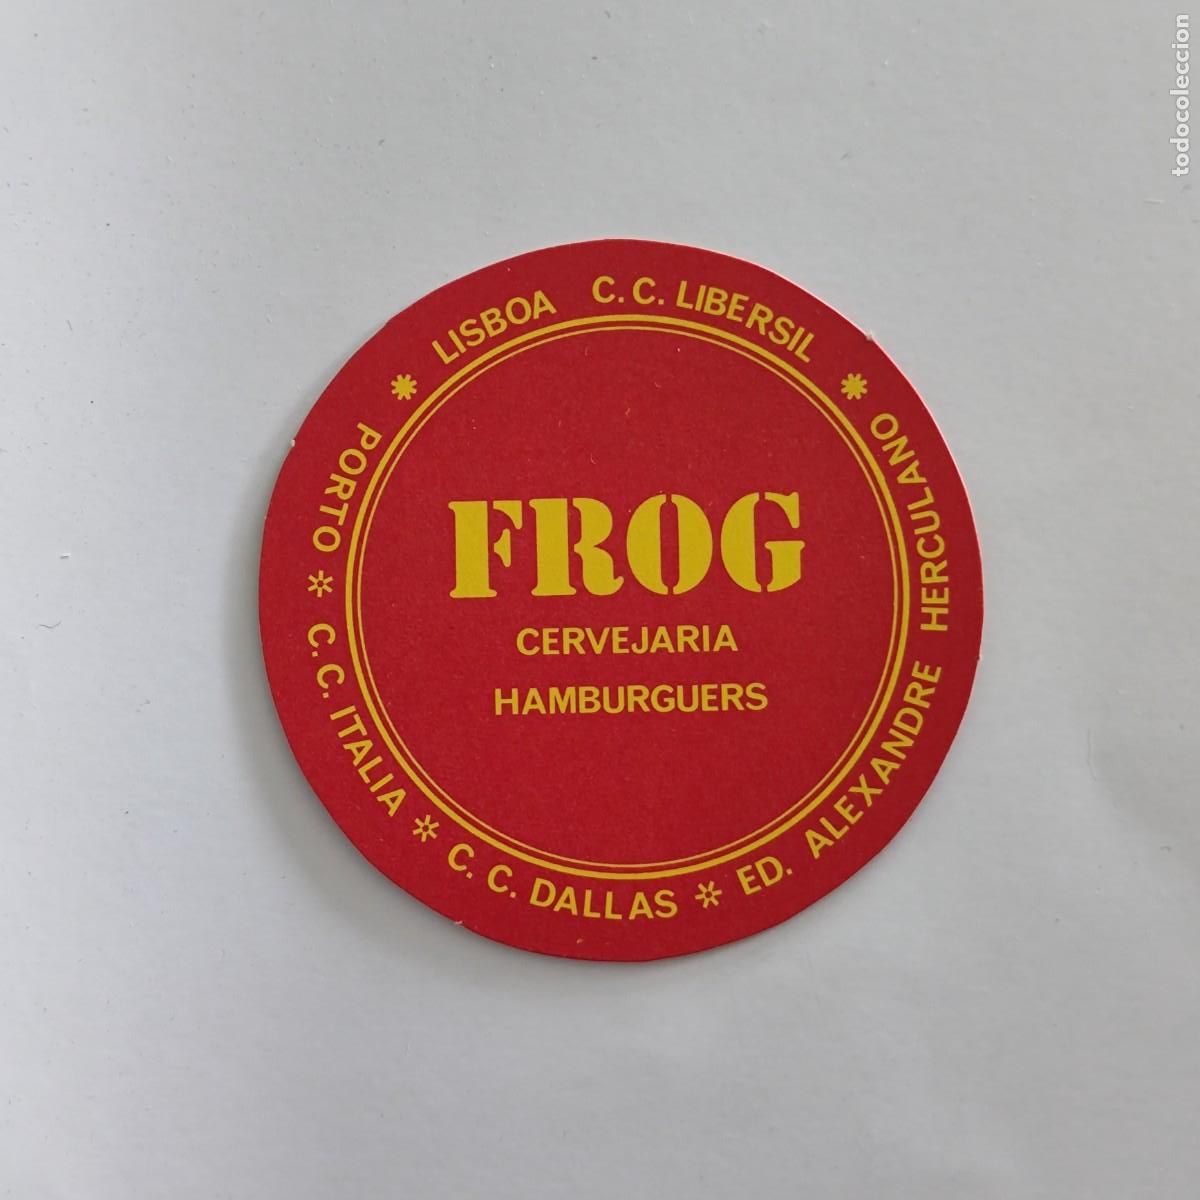 LISBOA C.C. LIBERSIL *
PORTO * C.C. ITALIA * C.C. DALLAS * ED. ALEXANDRE HERCULANO *
FROG
CERVEJARIA
HAMBURGUERS
todocoleccion